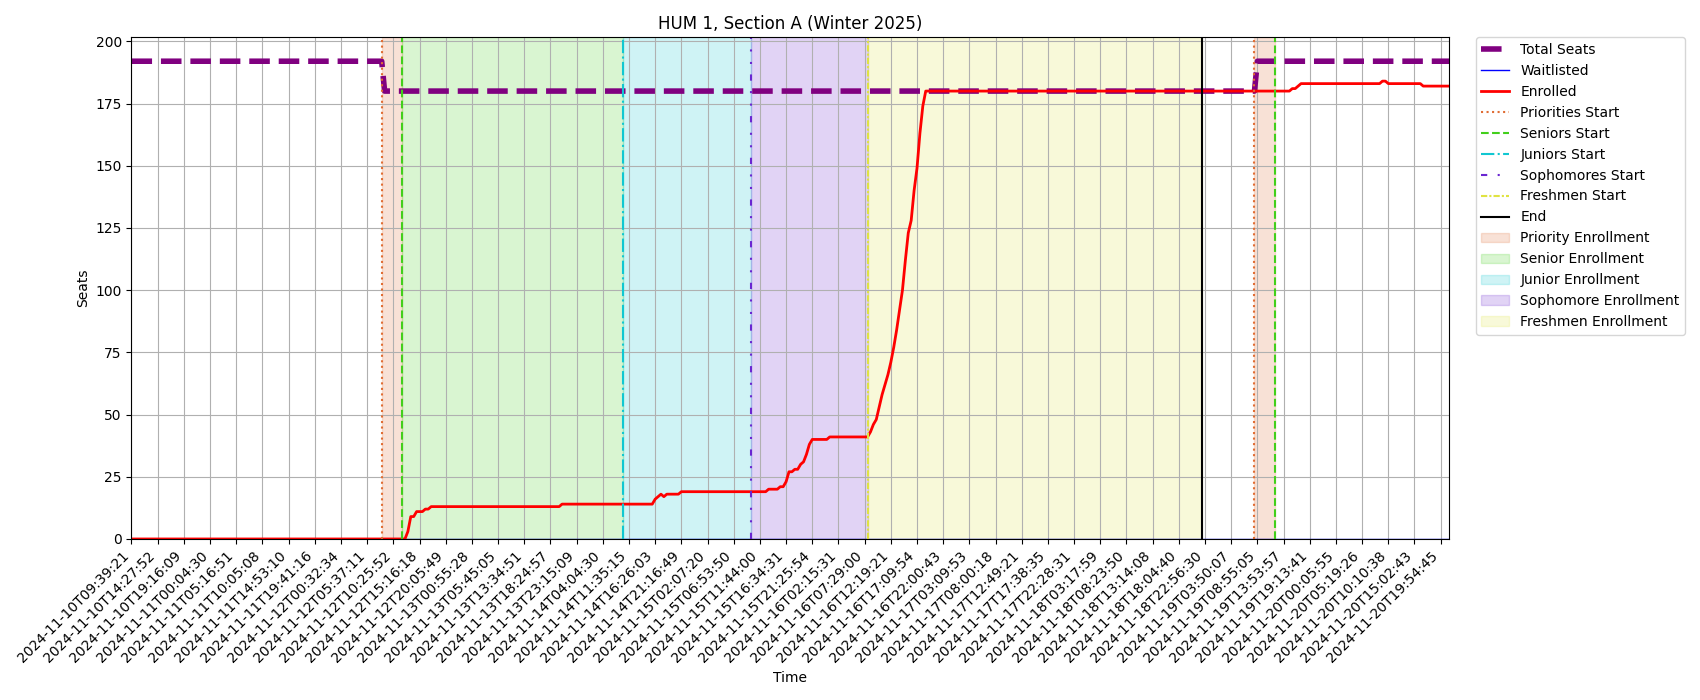 HUM 1, Section A (Winter 2025)
200
175
150
125
100
75
50
25
0
Seats
2024-11-10T09:39:21
2024-11-10T14:27:52
2024-11-10T19:16:09
2024-11-11T00:04:30
2024-11-11T05:16:51
2024-11-11T10:05:08
2024-11-11T14:53:10
2024-11-11T19:41:16
2024-11-12T00:32:34
2024-11-12T05:37:11
2024-11-12T10:25:52
2024-11-12T15:16:18
2024-11-12T20:05:49
2024-11-13T00:55:28
2024-11-13T05:45:05
2024-11-13T13:34:51
2024-11-13T18:24:57
2024-11-13T23:15:09
2024-11-14T04:04:30
2024-11-14T11:35:15
2024-11-14T16:26:03
2024-11-14T21:16:49
2024-11-15T02:07:20
2024-11-15T06:53:50
2024-11-15T11:44:00
2024-11-15T16:34:31
2024-11-15T21:25:54
2024-11-16T02:15:31
2024-11-16T07:29:00
2024-11-16T12:19:21
2024-11-16T17:09:54
2024-11-16T22:00:43
2024-11-17T03:09:53
2024-11-17T08:00:18
2024-11-17T12:49:21
2024-11-17T17:38:35
2024-11-17T22:28:31
2024-11-18T03:17:59
2024-11-18T08:23:50
2024-11-18T13:14:08
2024-11-18T18:04:40
2024-11-18T22:56:30
2024-11-19T03:50:07
2024-11-19T08:55:05
2024-11-19T13:53:57
2024-11-19T19:13:41
2024-11-20T00:05:55
2024-11-20T05:19:26
2024-11-20T10:10:38
2024-11-20T15:02:43
2024-11-20T19:54:45
Time
Total Seats
Waitlisted
Enrolled
Priorities Start
Seniors Start
Juniors Start
Sophomores Start
Freshmen Start
End
Priority Enrollment
Senior Enrollment
Junior Enrollment
Sophomore Enrollment
Freshmen Enrollment